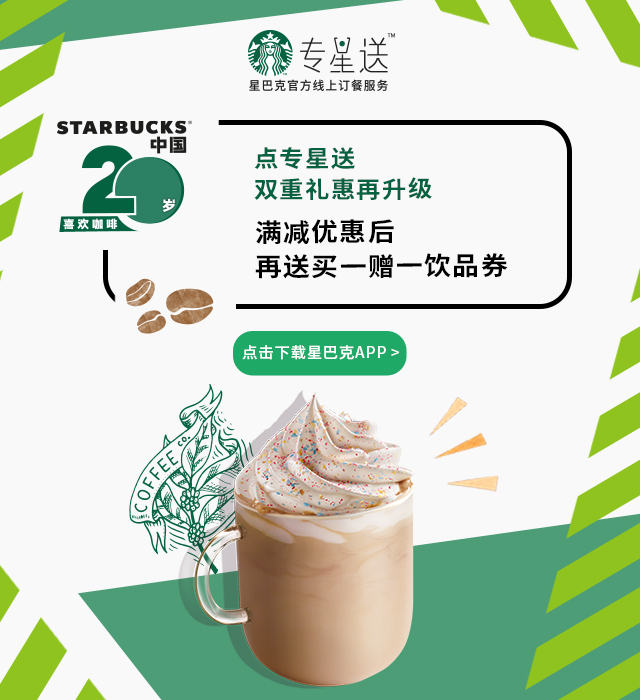 专星送™
星巴克官方线上订餐服务
STARBUCKS®
中国
20
岁
喜欢咖啡
点专星送
双重礼惠再升级
满减优惠后
再送买一赠一饮品券
点击下载星巴克APP >
COFFEE Co.